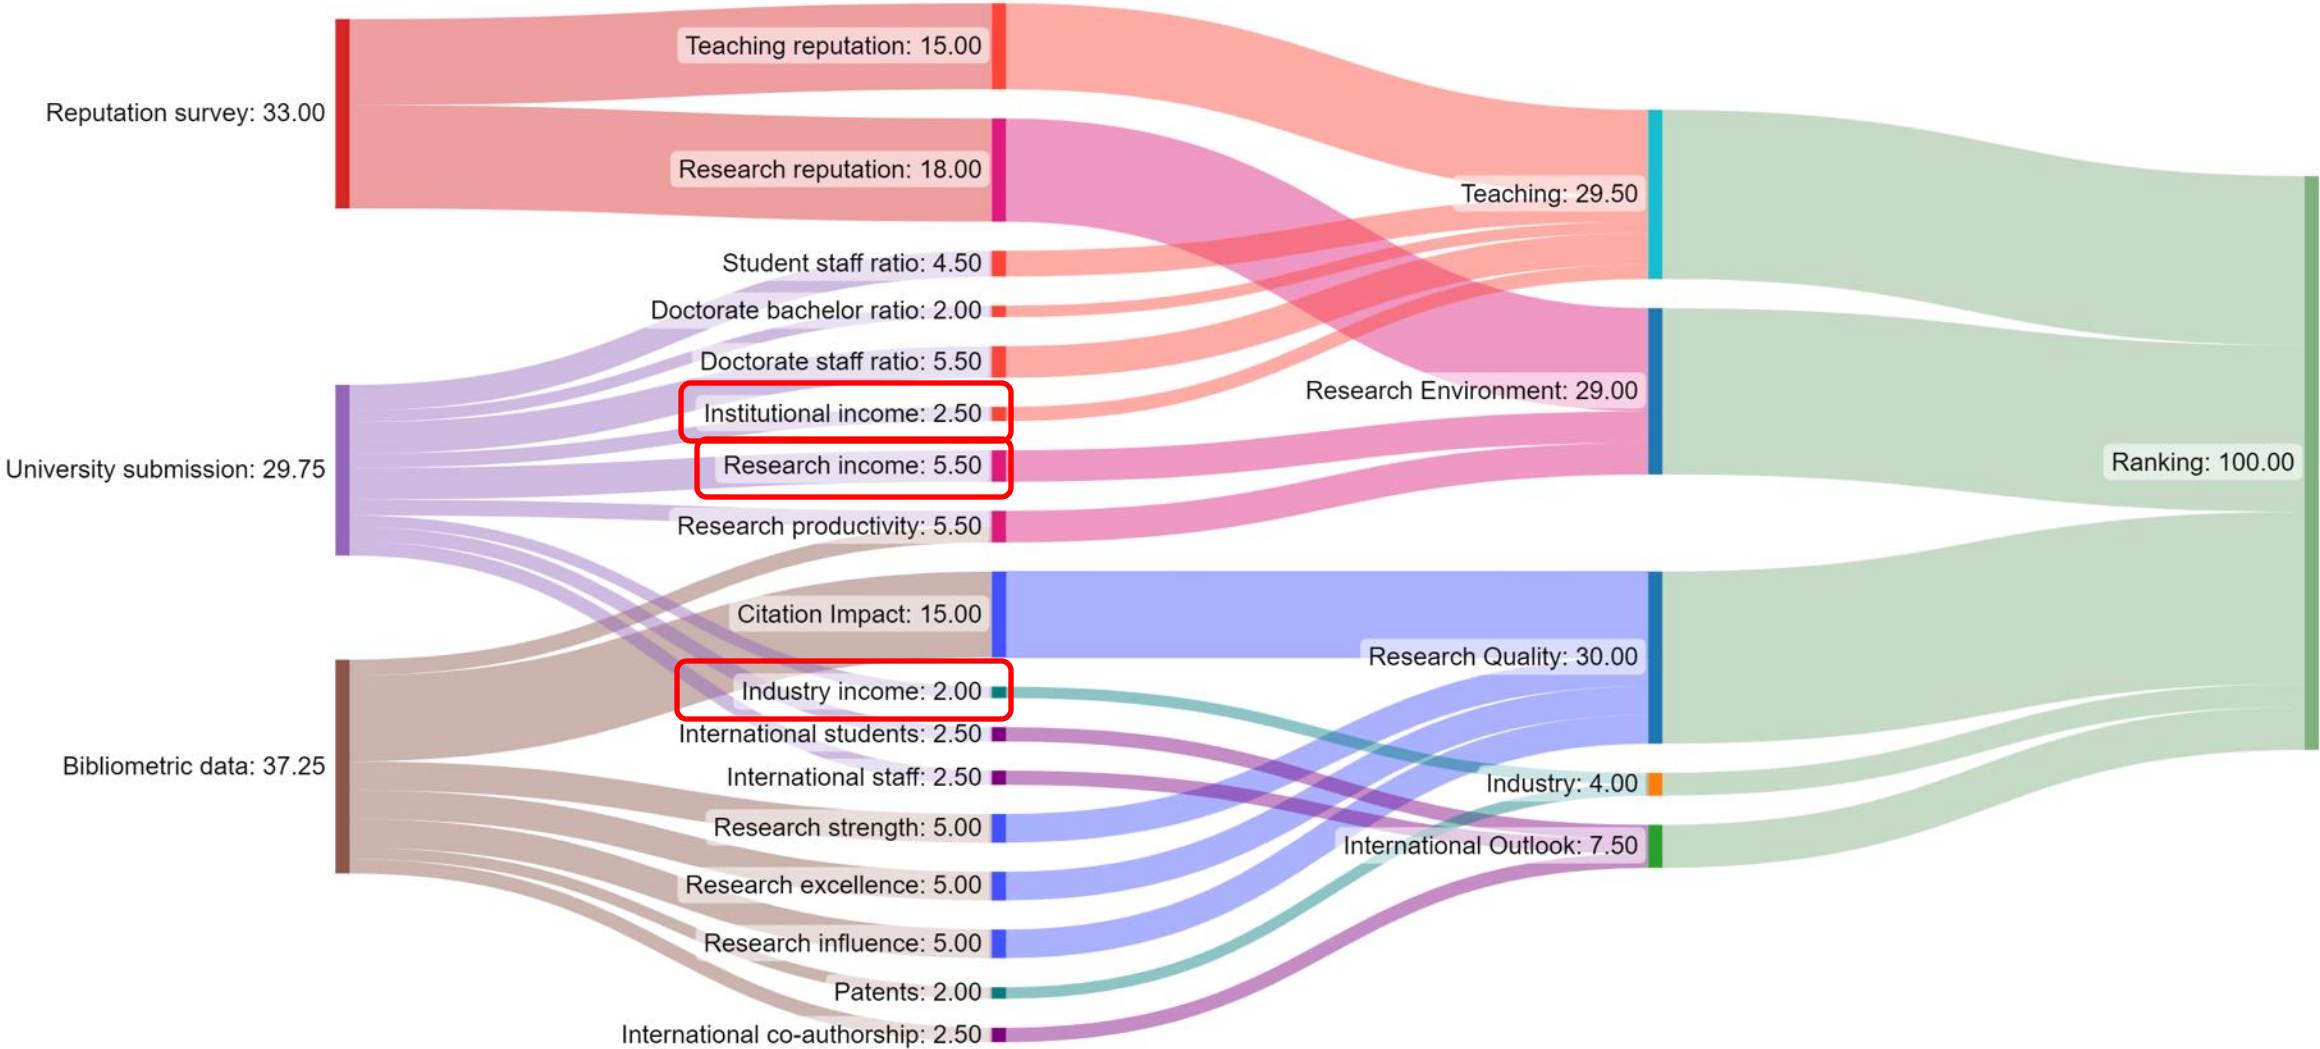 Reputation survey: 33.00
University submission: 29.75
Bibliometric data: 37.25
Teaching reputation: 15.00
Research reputation: 18.00
Student staff ratio: 4.50
Doctorate bachelor ratio: 2.00
Doctorate staff ratio: 5.50
Institutional income: 2.50
Research income: 5.50
Research productivity: 5.50
Citation Impact: 15.00
Industry income: 2.00
International students: 2.50
International staff: 2.50
Research strength: 5.00
Research excellence: 5.00
Research influence: 5.00
Patents: 2.00
International co-authorship: 2.50
Teaching: 29.50
Research Environment: 29.00
Research Quality: 30.00
Industry: 4.00
International Outlook: 7.50
Ranking: 100.00